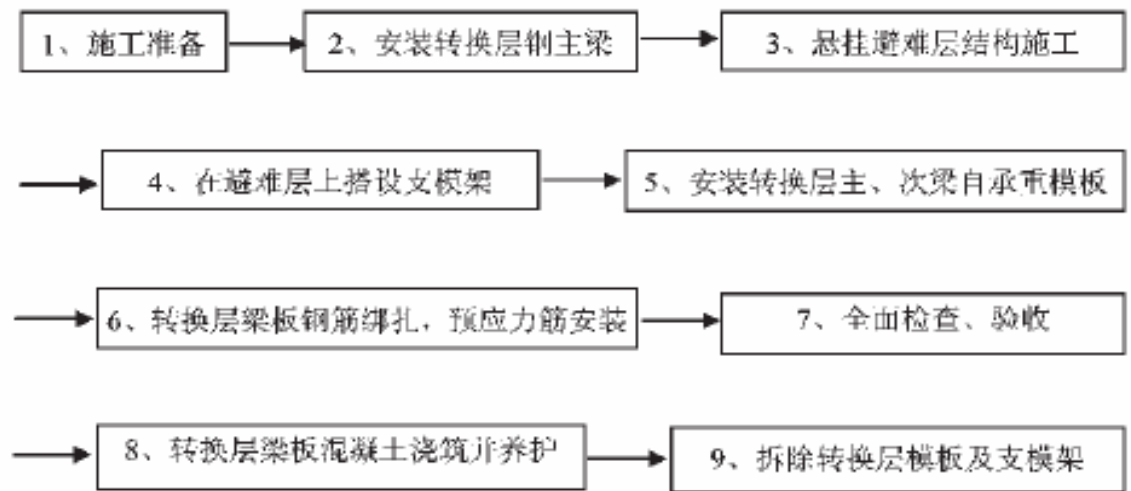 1、施工准备
2、安装转换层钢主梁
3、悬挂避难层结构施工
4、在避难层上搭设支模架
5、安装转换层主、次梁自承重模板
6、转换层梁板钢筋绑扎，预应力筋安装
7、全面检查、验收
8、转换层梁板混凝土浇筑并养护
9、拆除转换层模板及支模架